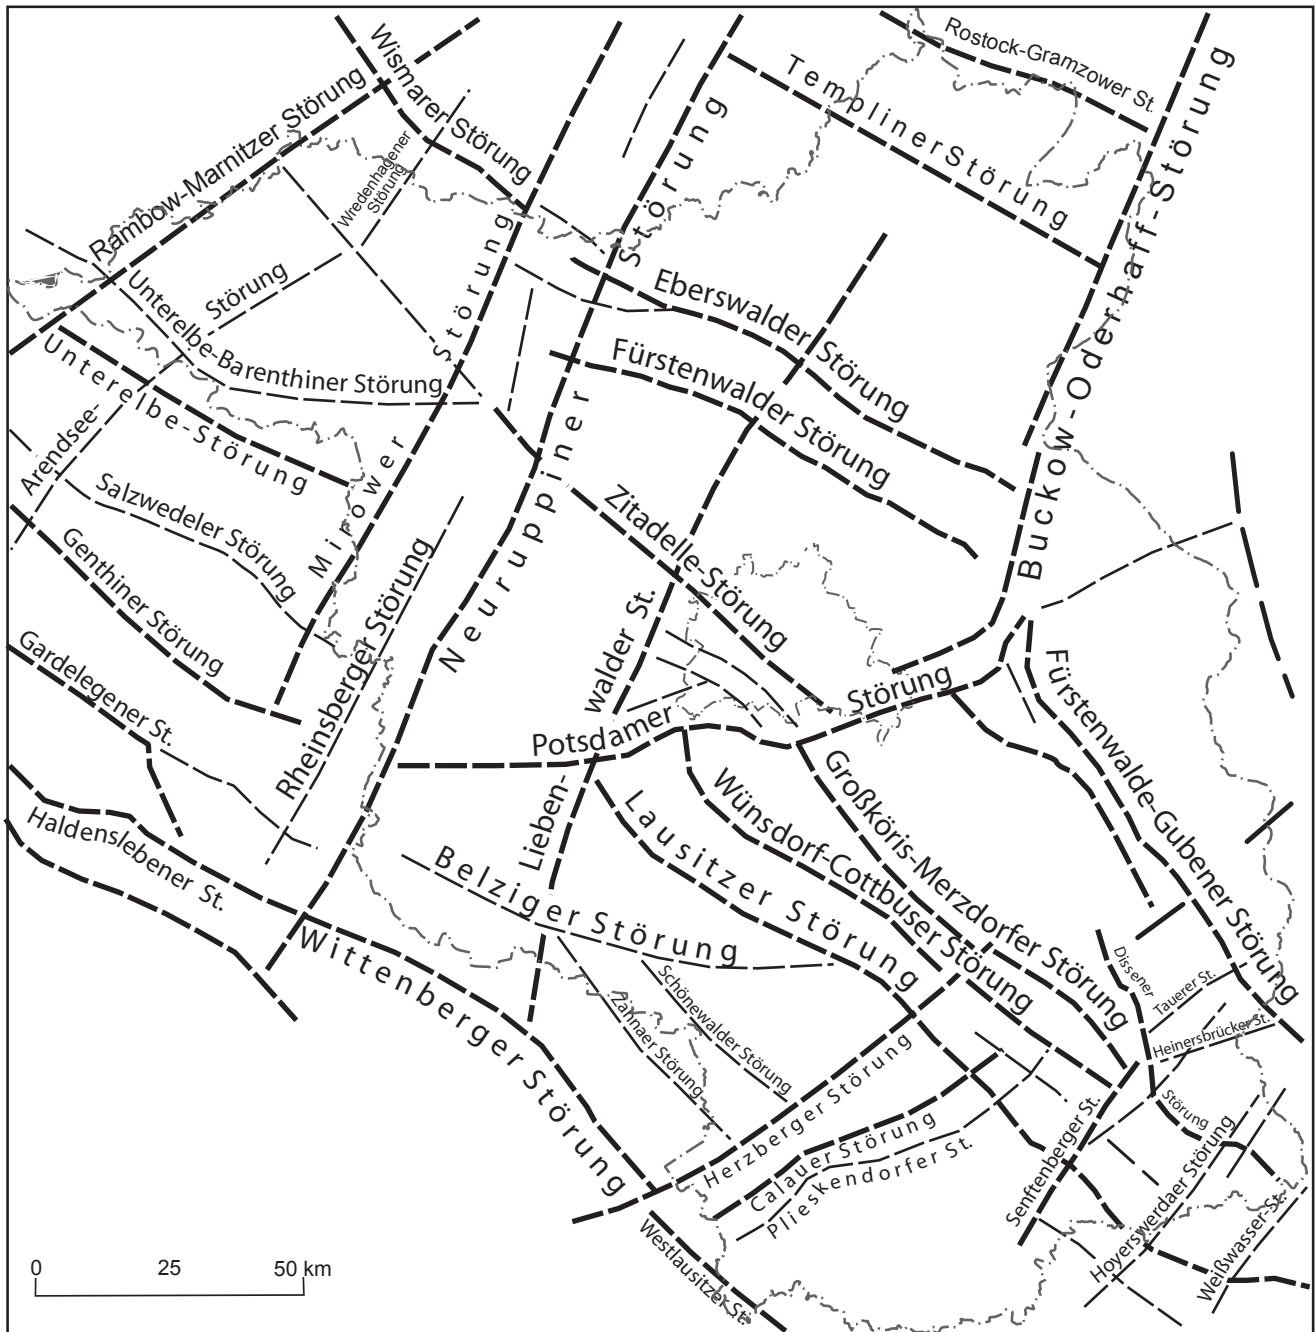 Rostock-Gramzower St.
Wismarer Störung
Rambow-Marnitzer Störung
Templiner Störung
Wredenhagener
Störung
Störung
Unterelbe-Barenthiner Störung
Unterelbe-Störung
Arendsee-
Störung
Mirower
Störung
Neuruppiner
Störung
Eberswalder Störung
Fürstenwalder Störung
Buckow-Oderhaff-Störung
Salzwedeler Störung
Genthiner Störung
Gardelegener St.
Rheinsberger Störung
Zitadelle-Störung
Lieben-
walder St.
Potsdamer
Störung
Haldenslebener St.
Fürstenwalde-Gubener Störung
Großköris-Merzdorfer Störung
Wünsdorf-Cottbuser Störung
Lausitzer Störung
Belziger Störung
Wittenberger Störung
Schönewalder Störung
Zahnaer Störung
Dissener
Störung
Tauerer St.
Heinersbrücker St.
Herzberger Störung
Calauer Störung
Plieskendorfer St.
Senftenberger St.
Hoyerswerdaer Störung
Weißwasser-St.
Westlausitzer St.
0 25 50 km